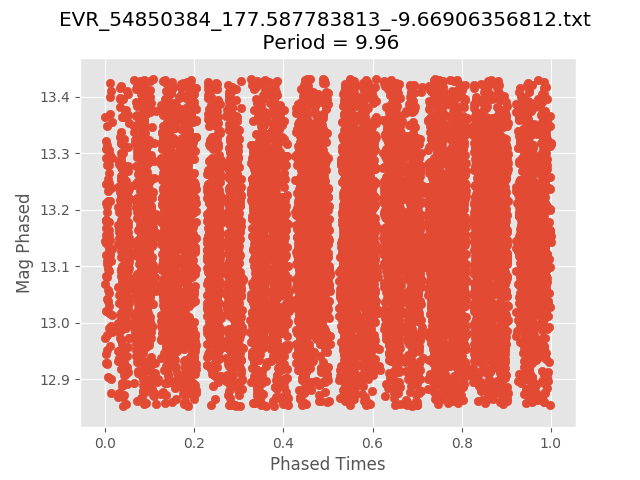 EVR_54850384_177.587783813_-9.66906356812.txt
Period = 9.96
Mag Phased
13.4
13.3
13.2
13.1
13.0
12.9
0.0 0.2 0.4 0.6 0.8 1.0
Phased Times